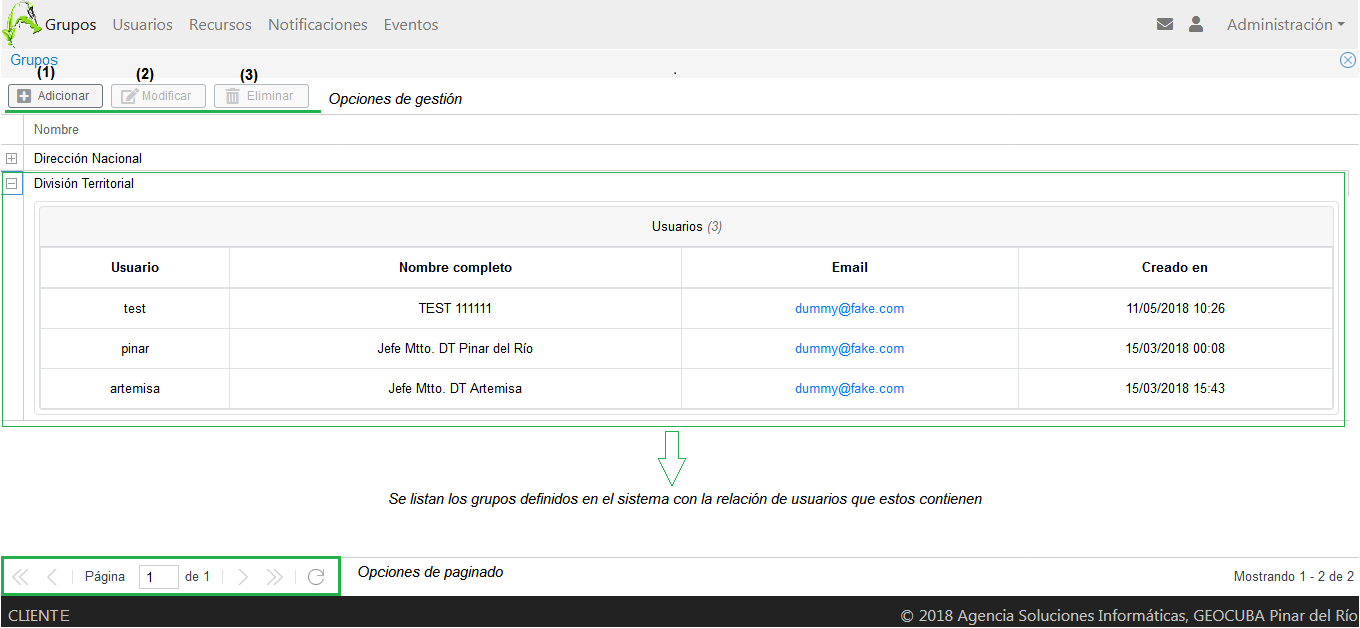 Grupos Usuarios Recursos Notificaciones Eventos Administración
Grupos
(1) (2) (3) .
Adicionar Modificar Eliminar Opciones de gestión
Nombre
Dirección Nacional
División Territorial
Usuarios (3)
Usuario Nombre completo Email Creado en
test TEST 111111 dummy@fake.com 11/05/2018 10:26
pinar Jefe Mtto. DT Pinar del Río dummy@fake.com 15/03/2018 00:08
artemisa Jefe Mtto. DT Artemisa dummy@fake.com 15/03/2018 15:43
Se listan los grupos definidos en el sistema con la relación de usuarios que estos contienen
Página 1 de 1 Opciones de paginado Mostrando 1 - 2 de 2
CLIENTE © 2018 Agencia Soluciones Informáticas, GEOCUBA Pinar del Río